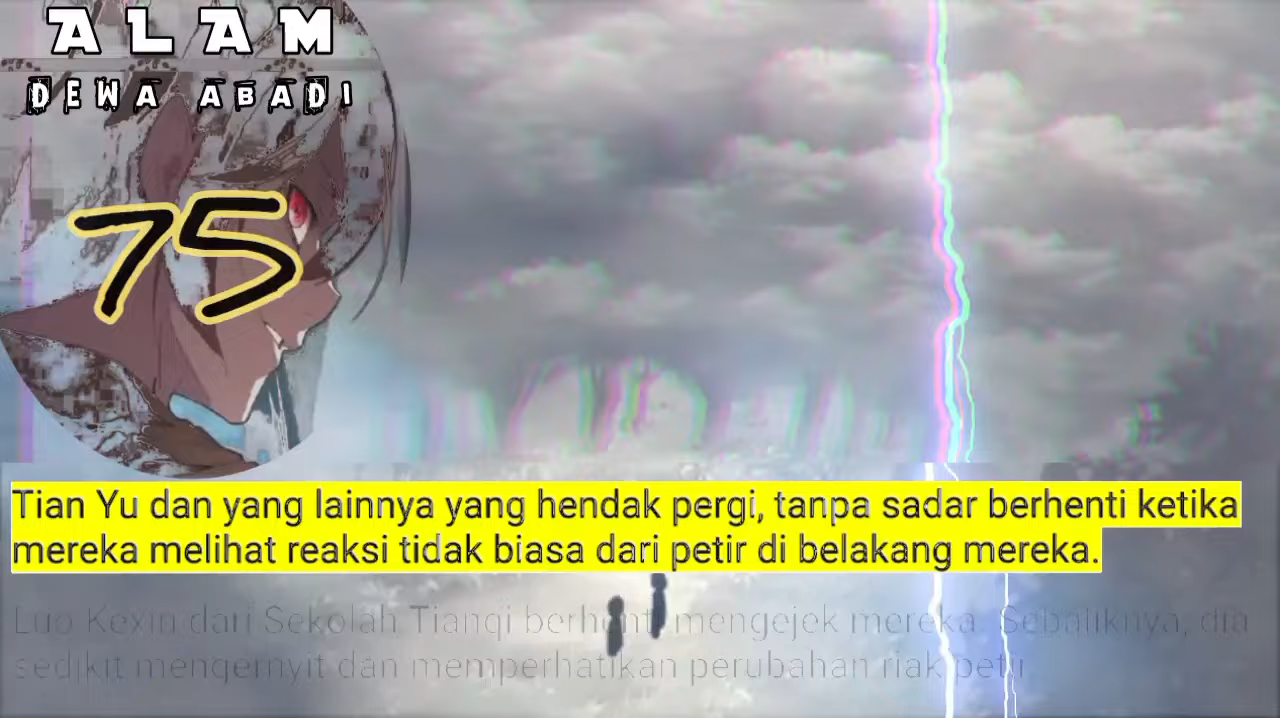 ALAM
DEWA ABADI
75
Tian Yu dan yang lainnya yang hendak pergi, tanpa sadar berhenti ketika
mereka melihat reaksi tidak biasa dari petir di belakang mereka.
Luo Kexin dari Sekolah Tianqi berhenti mengejek mereka. Sebaliknya, dia
sedikit mengernyit dan memperhatikan perubahan riak petir